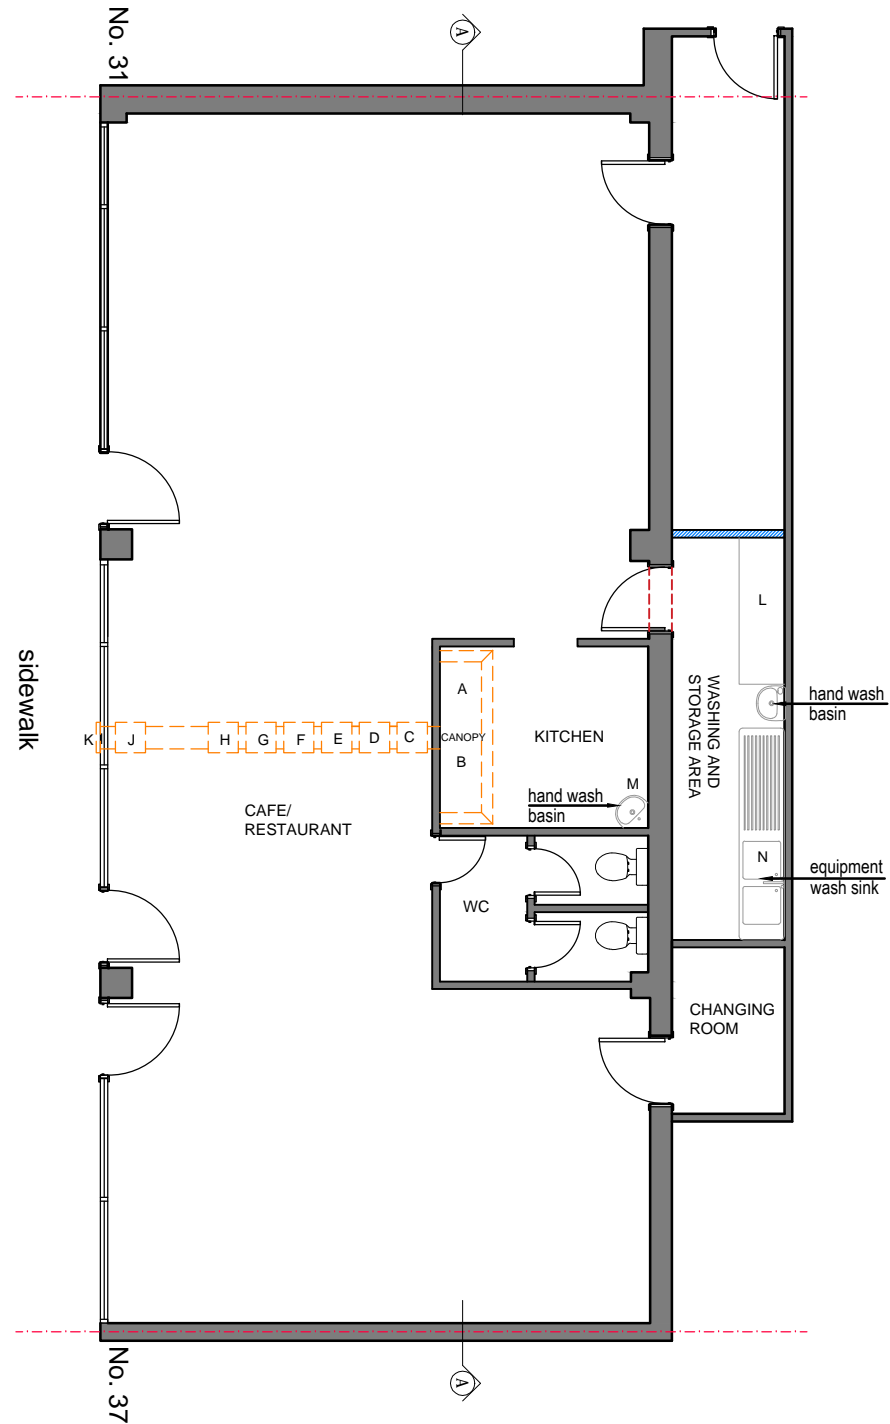 No. 31
A
L
WASHING AND
STORAGE AREA
hand wash
basin
A
CANOPY
B
KITCHEN
K
J
H
G
F
E
D
C
sidewalk
M
hand wash
basin
CAFE/
RESTAURANT
N
equipment
wash sink
WC
CHANGING
ROOM
No. 37
A